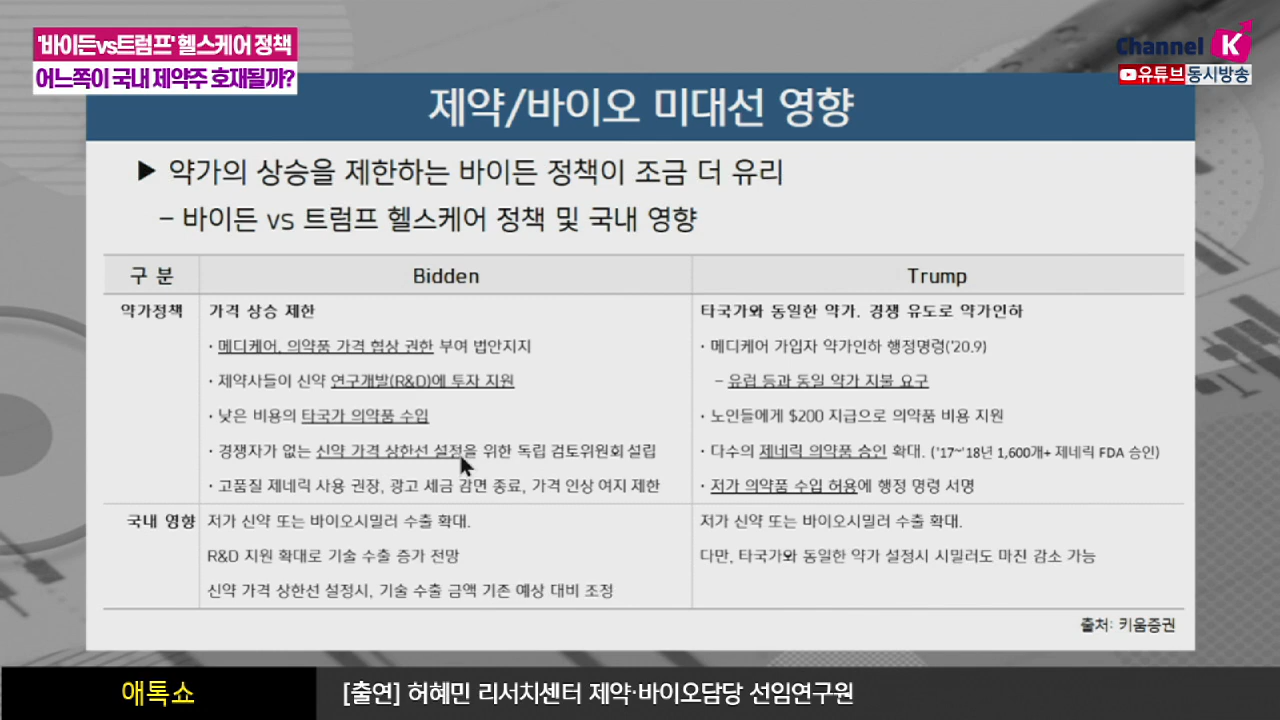 '바이든vs트럼프' 헬스케어 정책
어느쪽이 국내 제약주 호재될까?
Channel K
유튜브동시방송
제약/바이오 미대선 영향
▶ 약가의 상승을 제한하는 바이든 정책이 조금 더 유리
– 바이든 vs 트럼프 헬스케어 정책 및 국내 영향
구 분 Bidden Trump
약가정책 가격 상승 제한 타국가와 동일한 약가. 경쟁 유도로 약가인하
· 메디케어, 의약품 가격 협상 권한 부여 법안지지 · 메디케어 가입자 약가인하 행정명령('20.9)
· 제약사들이 신약 연구개발(R&D)에 투자 지원 – 유럽 등과 동일 약가 지불 요구
· 낮은 비용의 타국가 의약품 수입 · 노인들에게 $200 지급으로 의약품 비용 지원
· 경쟁자가 없는 신약 가격 상한선 설정을 위한 독립 검토위원회 설립 · 다수의 제네릭 의약품 승인 확대. ('17~'18년 1,600개+ 제네릭 FDA 승인)
· 고품질 제네릭 사용 권장, 광고 세금 감면 종료, 가격 인상 여지 제한 · 저가 의약품 수입 허용에 행정 명령 서명
국내 영향 저가 신약 또는 바이오시밀러 수출 확대. 저가 신약 또는 바이오시밀러 수출 확대.
R&D 지원 확대로 기술 수출 증가 전망 다만, 타국가와 동일한 약가 설정시 시밀러도 마진 감소 가능
신약 가격 상한선 설정시, 기술 수출 금액 기존 예상 대비 조정
출처: 키움증권
애톡쇼 [출연] 허혜민 리서치센터 제약·바이오담당 선임연구원